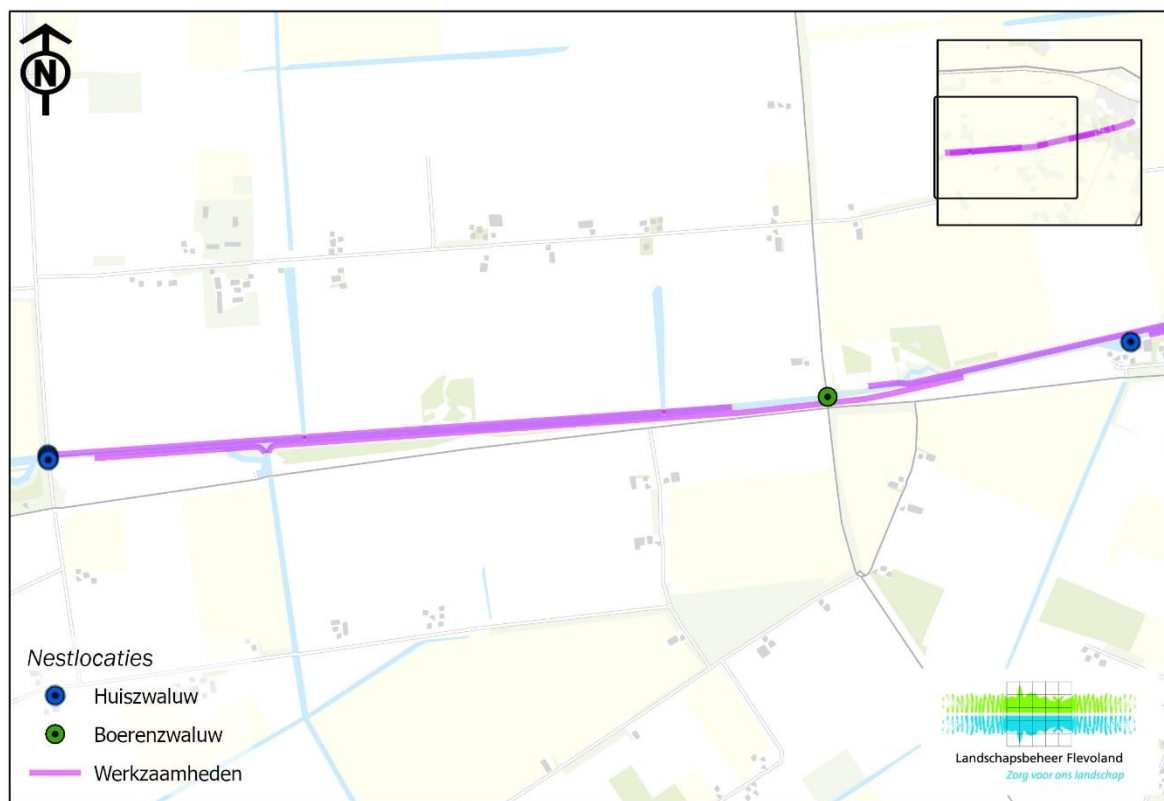 N
Nestlocaties
Huiszwaluw
Boerenzwaluw
Werkzaamheden
Landschapsbeheer Flevoland
Zorg voor ons landschap